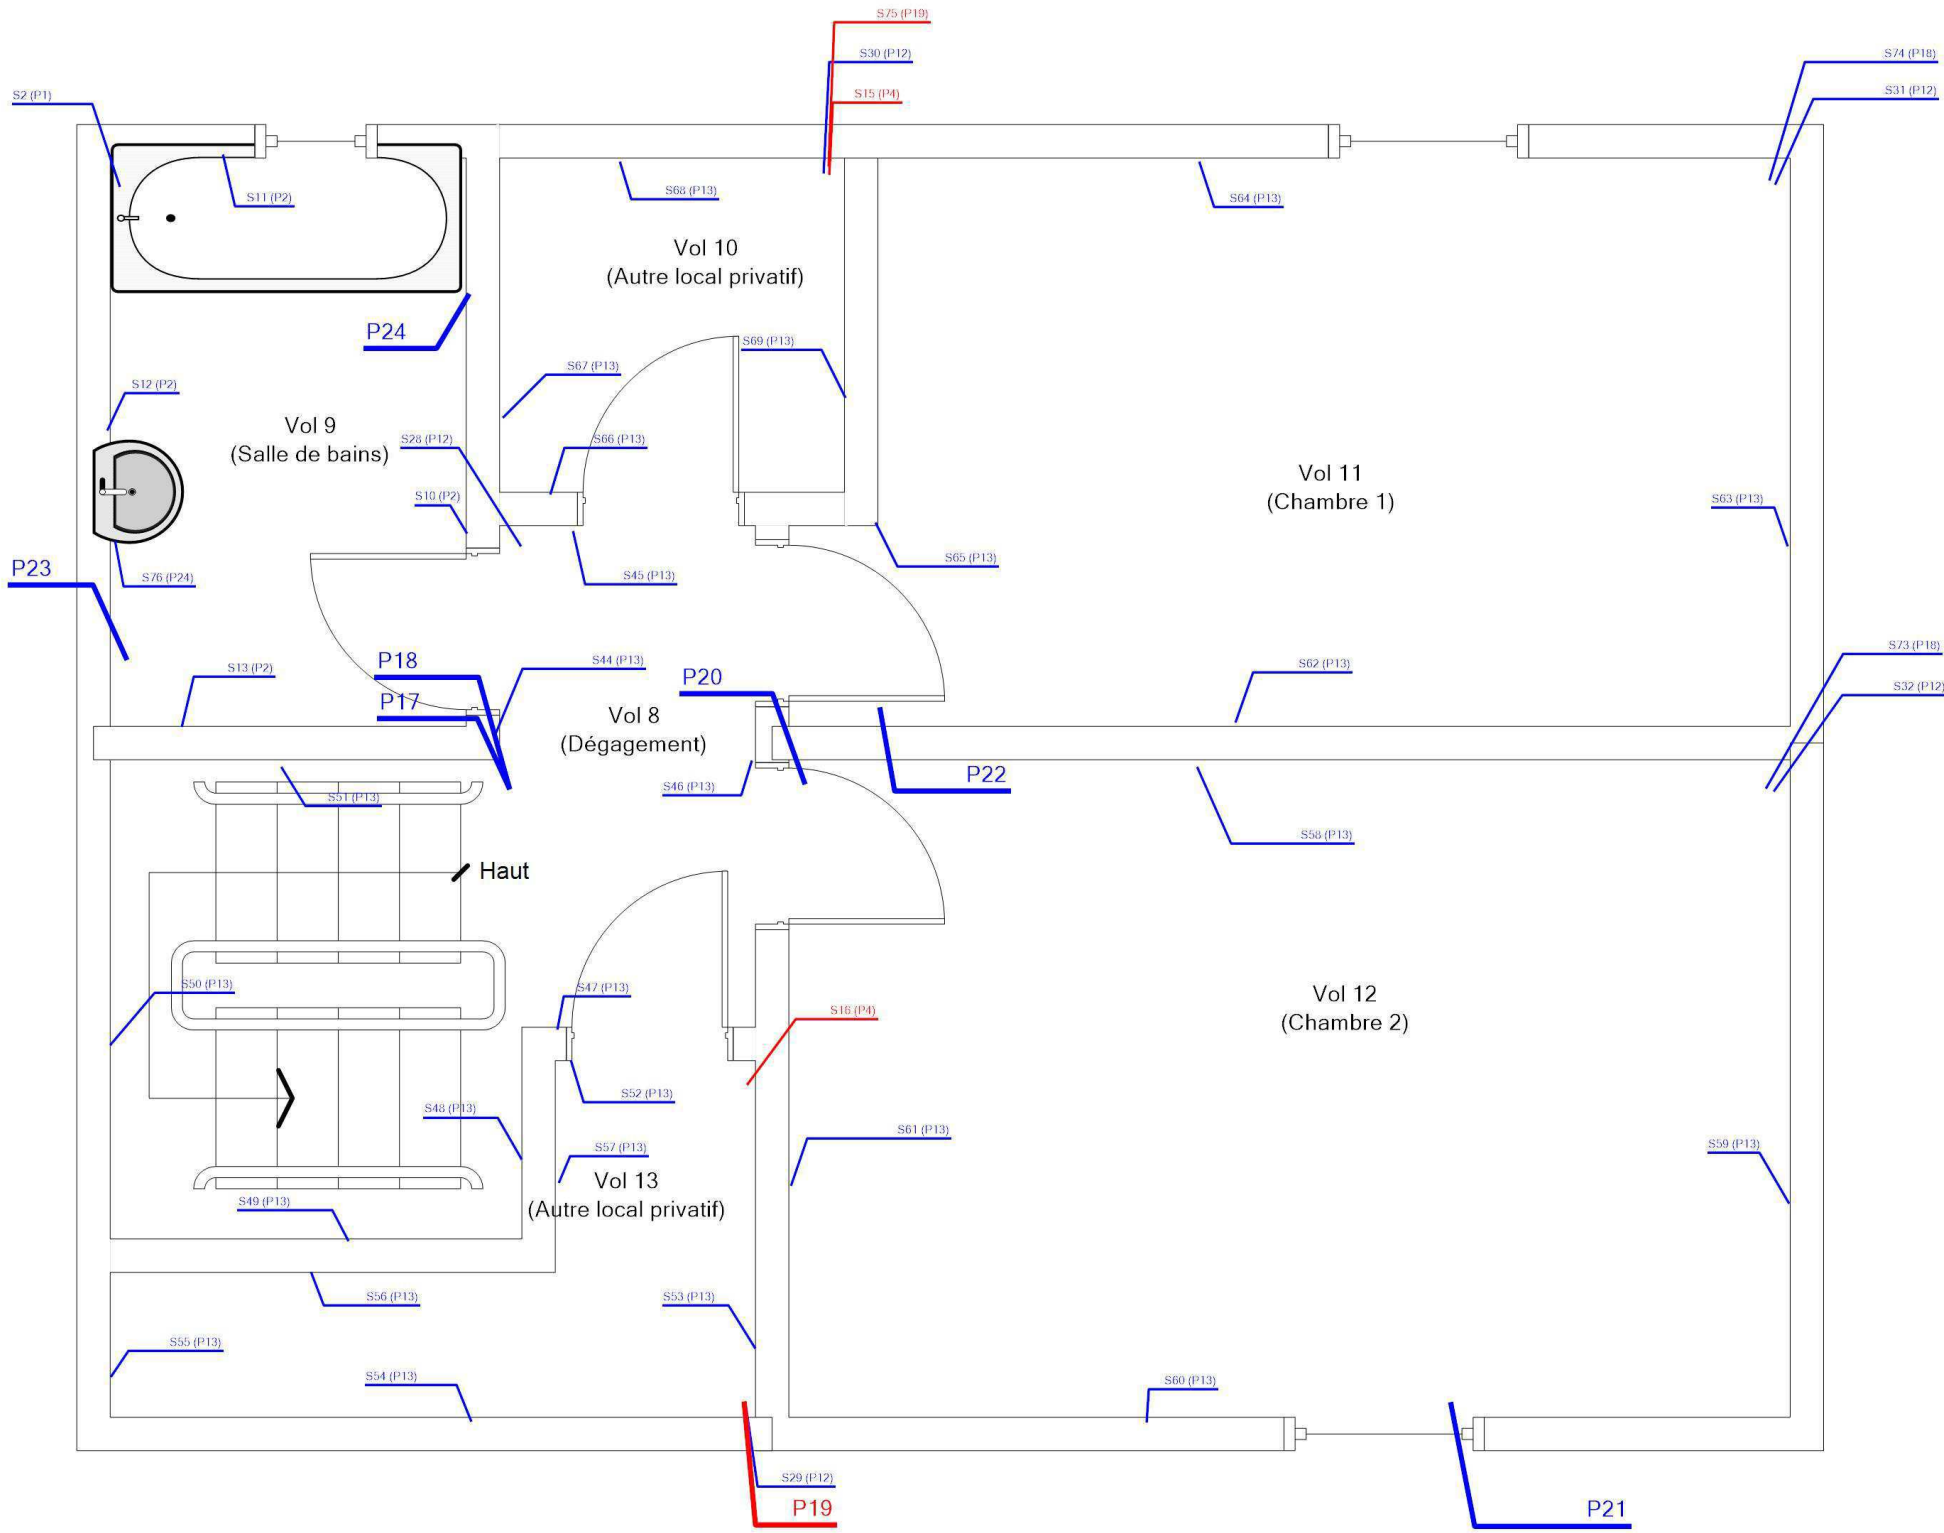 S75 (P19)
S30 (P12)
S74 (P18)
S31 (P12)
S15 (P4)
S2 (P1)
S11 (P2)
S68 (P13)
S64 (P13)
Vol 10
(Autre local privatif)
P24
S69 (P13)
S67 (P13)
S12 (P2)
Vol 9
(Salle de bains)
S28 (P12)
S66 (P13)
Vol 11
(Chambre 1)
S10 (P2)
S63 (P13)
S65 (P13)
P23
S76 (P24)
S45 (P13)
S13 (P2)
P18
S44 (P13)
P20
S62 (P13)
S73 (P18)
S32 (P12)
P17
Vol 8
(Dégagement)
P22
S46 (P13)
S51 (P13)
S58 (P13)
Haut
S50 (P13)
S47 (P13)
S16 (P4)
Vol 12
(Chambre 2)
S52 (P13)
S48 (P13)
S61 (P13)
S57 (P13)
S59 (P13)
Vol 13
(Autre local privatif)
S49 (P13)
S56 (P13)
S53 (P13)
S55 (P13)
S54 (P13)
S60 (P13)
S29 (P12)
P19
P21